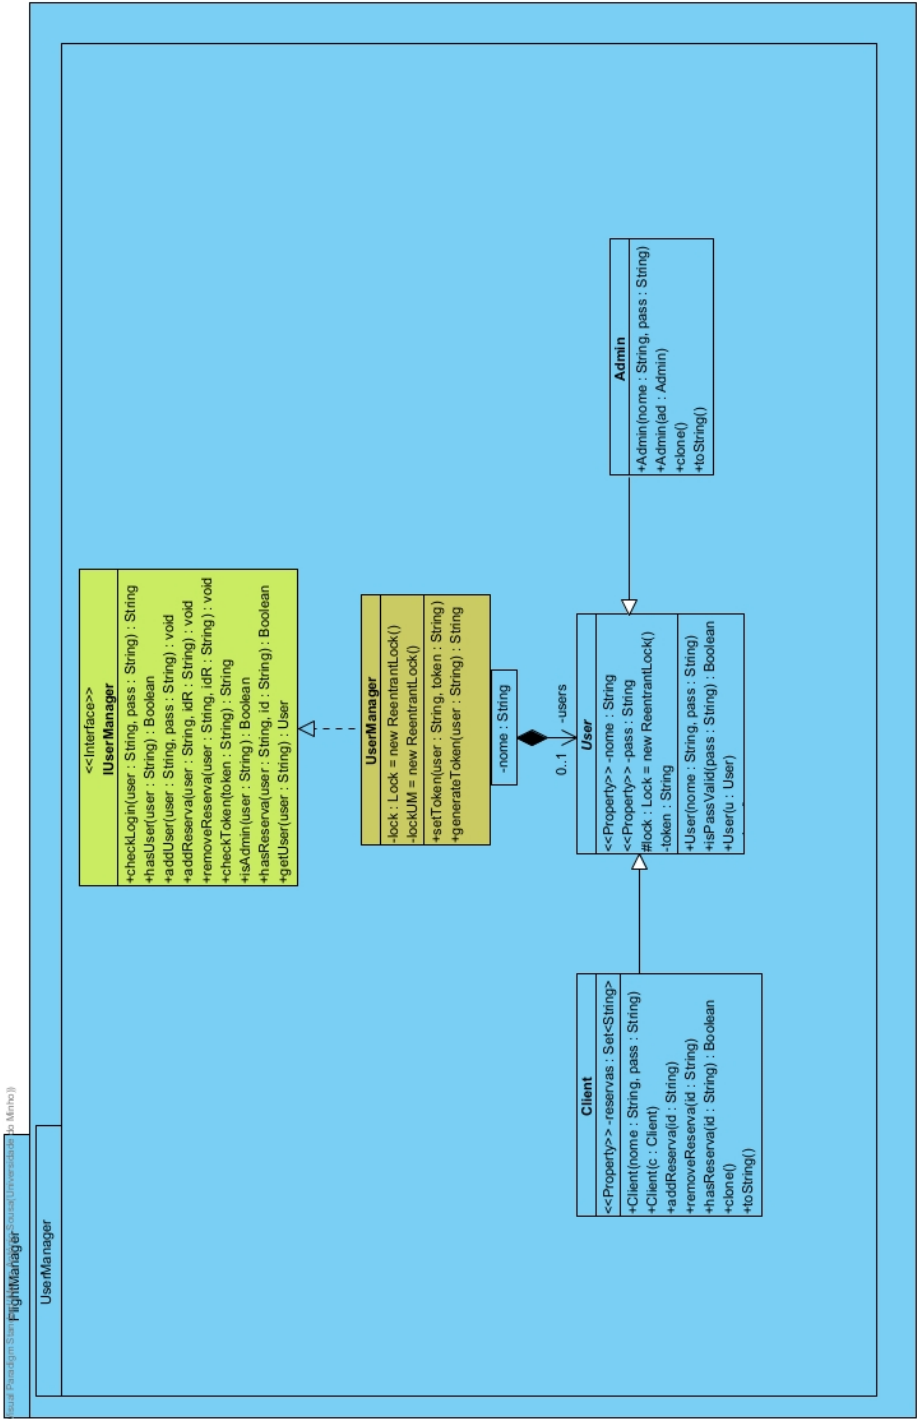 FlightManager
UserManager
<<Interface>>
IUserManager
+checkLogin(user : String, pass : String) : String
+hasUser(user : String) : Boolean
+addUser(user : String, pass : String) : void
+addReserva(user : String, idR : String) : void
+removeReserva(user : String, idR : String) : void
+checkToken(token : String) : String
+isAdmin(user : String) : Boolean
+hasReserva(user : String, id : String) : Boolean
+getUser(user : String) : User
UserManager
-lock : Lock = new ReentrantLock()
-lockUM = new ReentrantLock()
+setToken(user : String, token : String)
+generateToken(user : String) : String
-nome : String
0..1
-users
Client
<<Property>> -reservas : Set<String>
+Client(nome : String, pass : String)
+Client(c : Client)
+addReserva(id : String)
+removeReserva(id : String)
+hasReserva(id : String) : Boolean
+clone()
+toString()
User
<<Property>> -nome : String
<<Property>> -pass : String
#lock : Lock = new ReentrantLock()
-token : String
+User(nome : String, pass : String)
+isPassValid(pass : String) : Boolean
+User(u : User)
Admin
+Admin(nome : String, pass : String)
+Admin(ad : Admin)
+clone()
+toString()
Paradigm Sousa(Universidade do Minho))